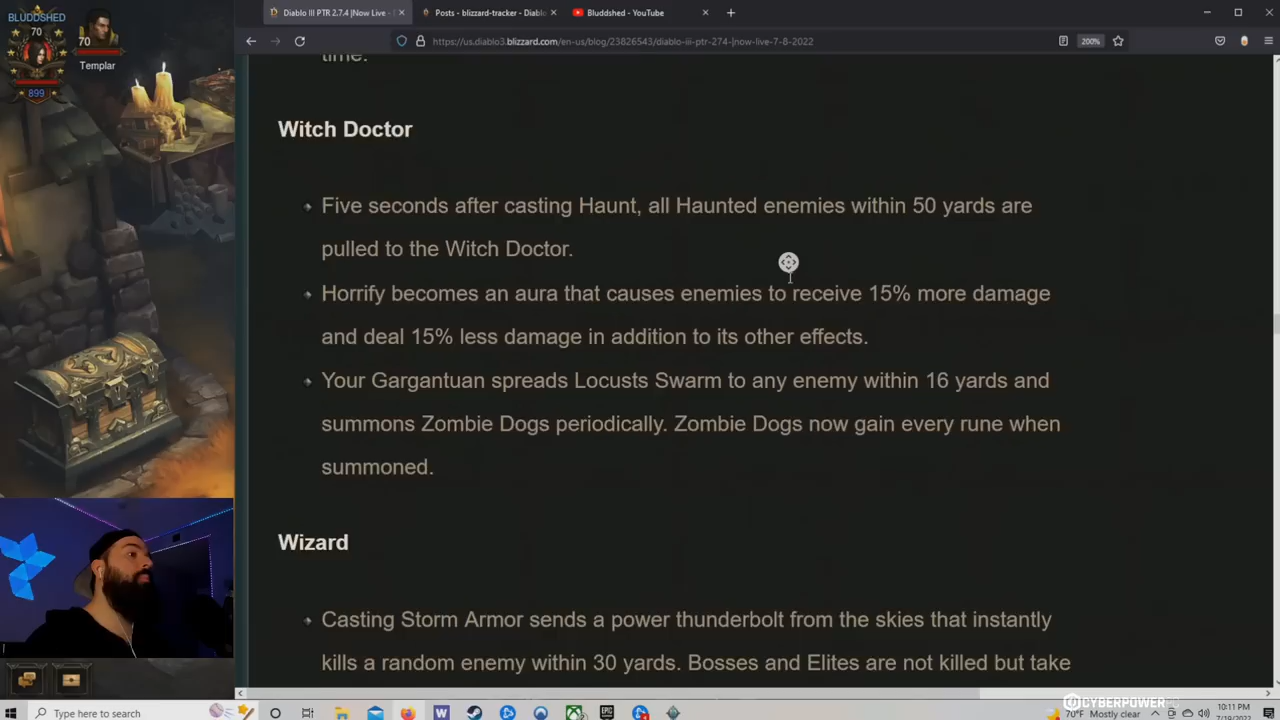 BLUDDSHED
70
70
Templar
899
Diablo III PTR 2.7.4 |Now Live -
Posts - blizzard-tracker - Diablo
Bluddshed - YouTube
https://us.diablo3.blizzard.com/en-us/blog/23826543/diablo-iii-ptr-274-|now-live-7-8-2022
200%
time.
Witch Doctor
Five seconds after casting Haunt, all Haunted enemies within 50 yards are
pulled to the Witch Doctor.
Horrify becomes an aura that causes enemies to receive 15% more damage
and deal 15% less damage in addition to its other effects.
Your Gargantuan spreads Locusts Swarm to any enemy within 16 yards and
summons Zombie Dogs periodically. Zombie Dogs now gain every rune when
summoned.
Wizard
Casting Storm Armor sends a power thunderbolt from the skies that instantly
kills a random enemy within 30 yards. Bosses and Elites are not killed but take
CYBERPOWERPC
Type here to search
70°F Mostly clear
10:11 PM
7/19/2022